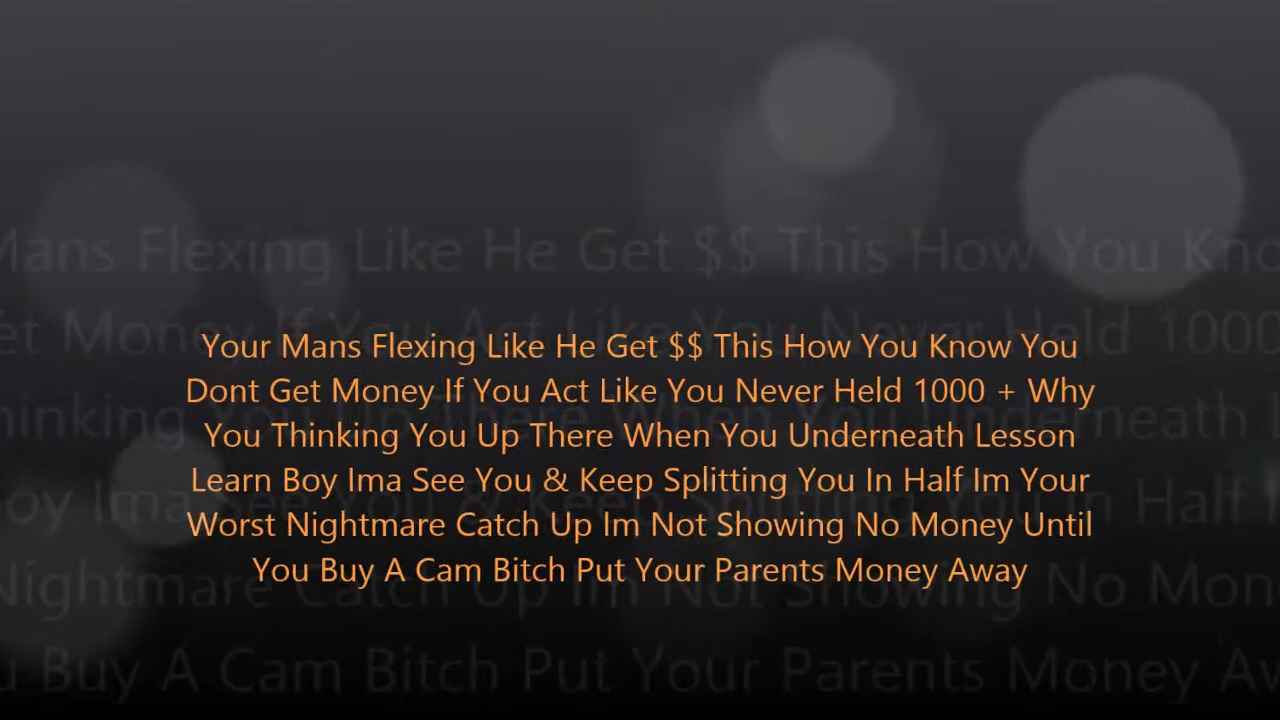 Your Mans Flexing Like He Get $$ This How You Know You
Dont Get Money If You Act Like You Never Held 1000 + Why
You Thinking You Up There When You Underneath Lesson
Learn Boy Ima See You & Keep Splitting You In Half Im Your
Worst Nightmare Catch Up Im Not Showing No Money Until
You Buy A Cam Bitch Put Your Parents Money Away